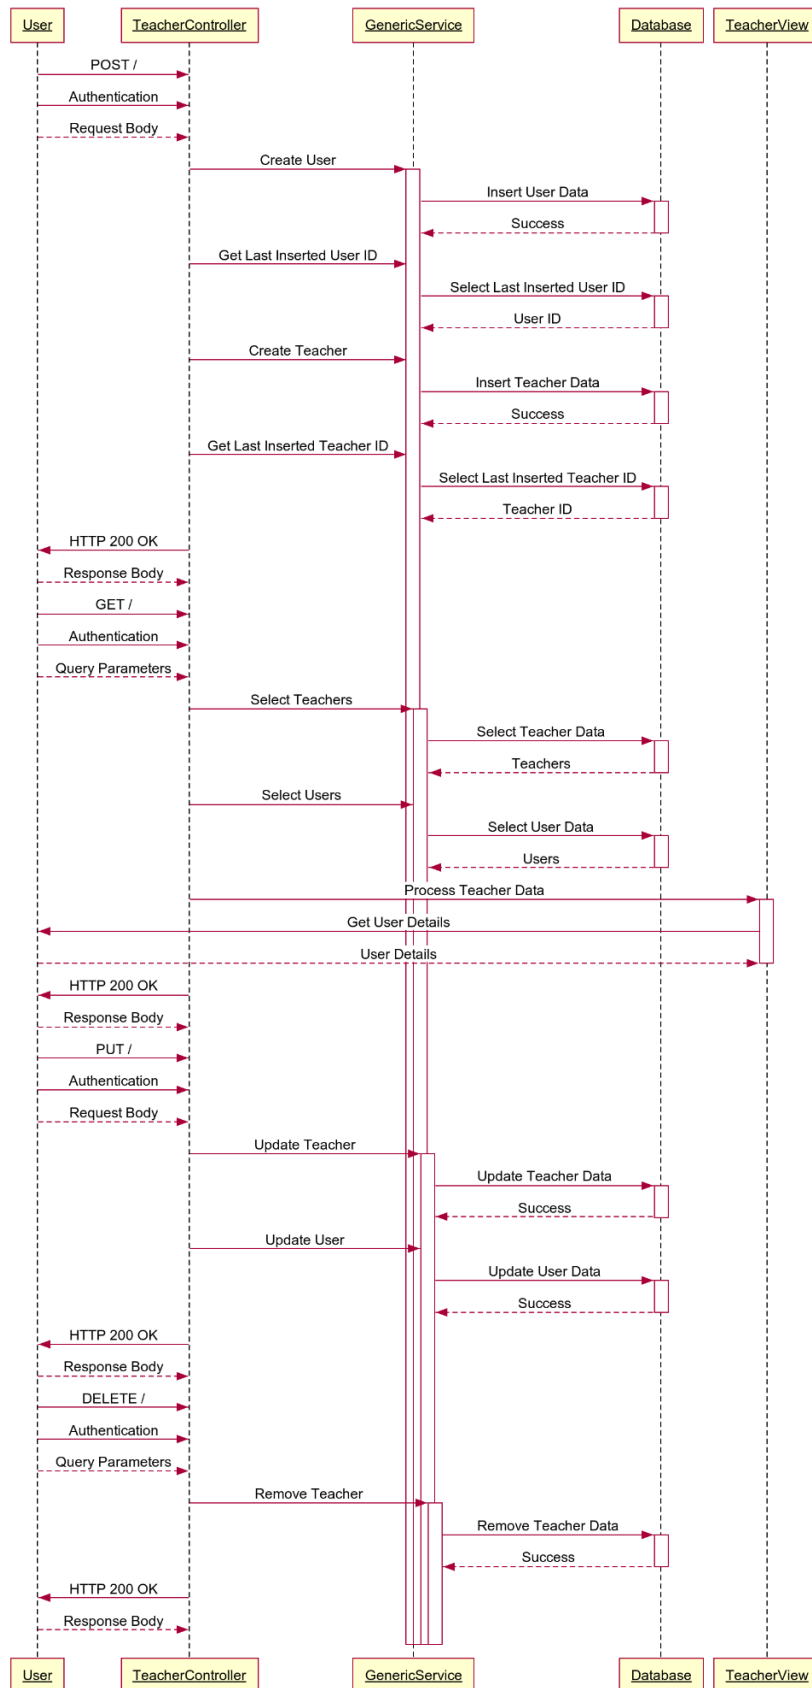 User TeacherController GenericService Database TeacherView
POST /
Authentication
Request Body
Create User
Insert User Data
Success
Get Last Inserted User ID
Select Last Inserted User ID
User ID
Create Teacher
Insert Teacher Data
Success
Get Last Inserted Teacher ID
Select Last Inserted Teacher ID
Teacher ID
HTTP 200 OK
Response Body
GET /
Authentication
Query Parameters
Select Teachers
Select Teacher Data
Teachers
Select Users
Select User Data
Users
Process Teacher Data
Get User Details
User Details
HTTP 200 OK
Response Body
PUT /
Authentication
Request Body
Update Teacher
Update Teacher Data
Success
Update User
Update User Data
Success
HTTP 200 OK
Response Body
DELETE /
Authentication
Query Parameters
Remove Teacher
Remove Teacher Data
Success
HTTP 200 OK
Response Body
User TeacherController GenericService Database TeacherView